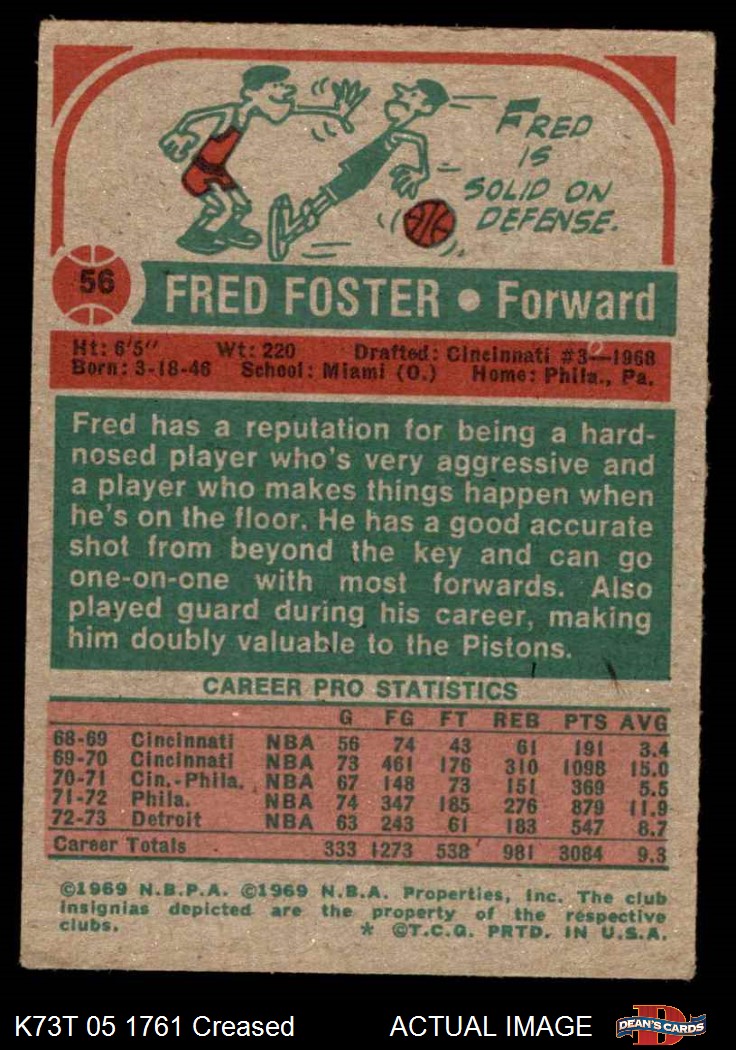 FRED
IS
SOLID ON
DEFENSE.
56
FRED FOSTER • Forward
Ht: 6'5" Wt: 220 Drafted: Cincinnati #3—1968
Born: 3-18-46 School: Miami (O.) Home: Phila., Pa.
Fred has a reputation for being a hard-
nosed player who's very aggressive and
a player who makes things happen when
he's on the floor. He has a good accurate
shot from beyond the key and can go
one-on-one with most forwards. Also
played guard during his career, making
him doubly valuable to the Pistons.
CAREER PRO STATISTICS
G FG FT REB PTS AVG
68-69 Cincinnati NBA 56 74 43 61 191 3.4
69-70 Cincinnati NBA 73 461 176 310 1098 15.0
70-71 Cin.-Phila. NBA 67 148 73 151 369 5.5
71-72 Phila. NBA 74 347 185 276 879 11.9
72-73 Detroit NBA 63 243 61 183 547 8.7
Career Totals 333 1273 538 981 3084 9.3
©1969 N.B.P.A. ©1969 N.B.A. Properties, Inc. The club
insignias depicted are the property of the respective
clubs. * ©T.C.G. PRTD. IN U.S.A.
K73T 05 1761 Creased ACTUAL IMAGE
D
DEAN'S CARDS